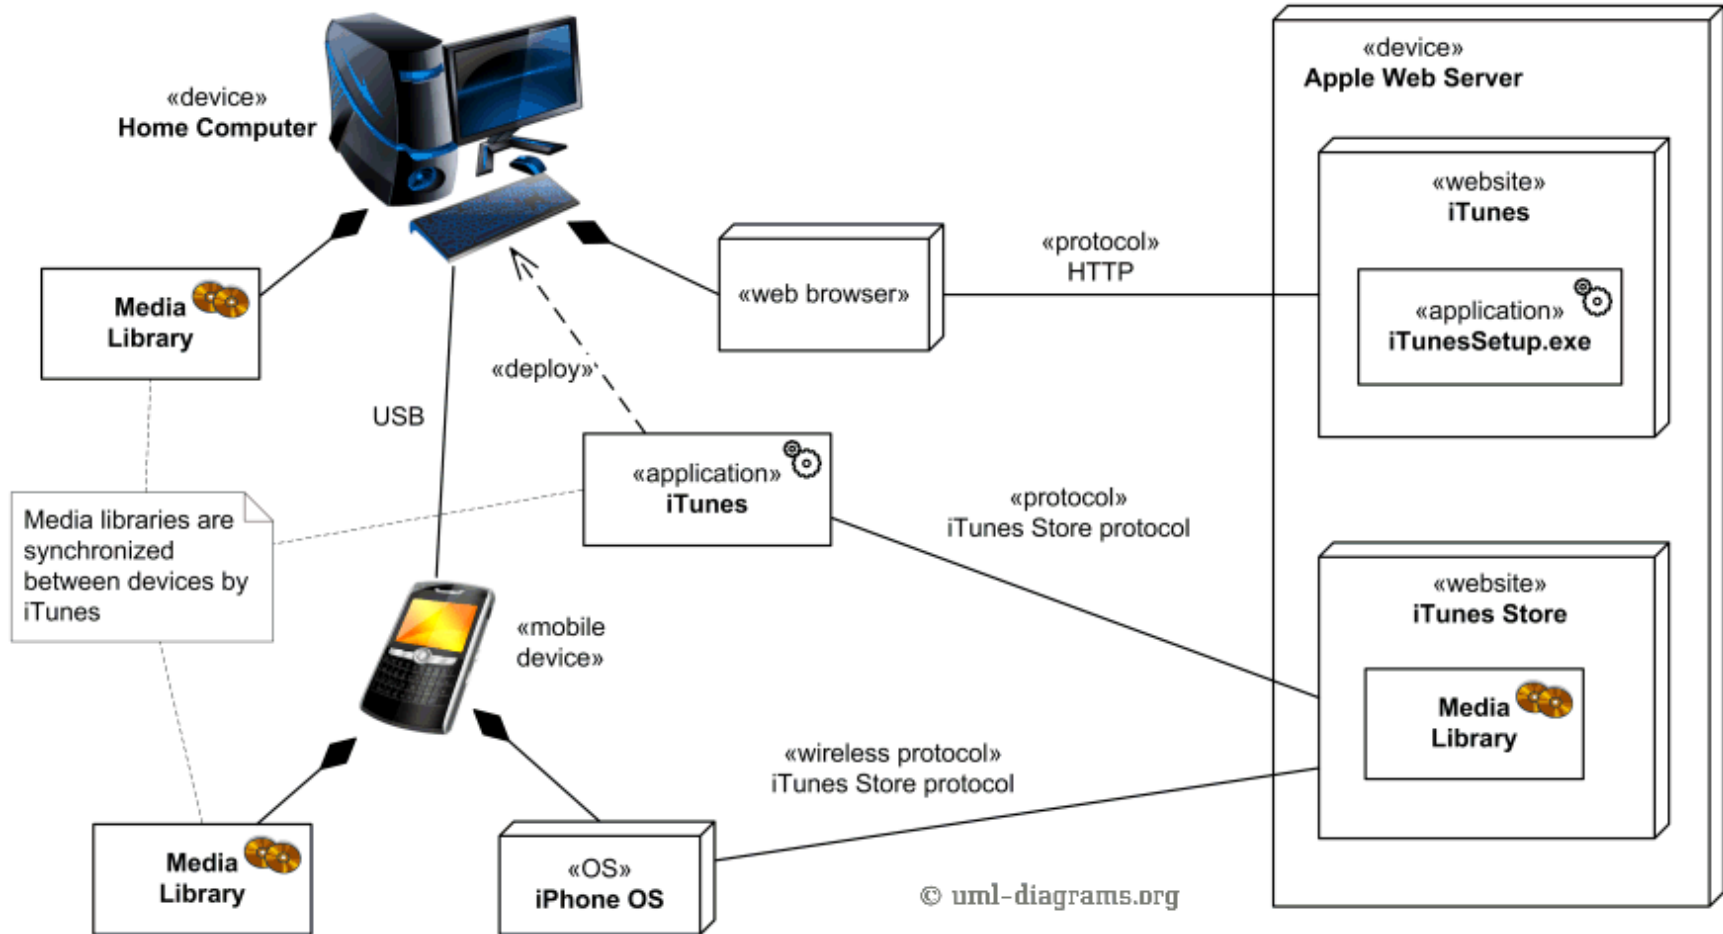 «device»
Home Computer
«device»
Apple Web Server
«website»
iTunes
«application»
iTunesSetup.exe
«protocol»
HTTP
«web browser»
Media
Library
«deploy»
USB
«application»
iTunes
Media libraries are
synchronized
between devices by
iTunes
«protocol»
iTunes Store protocol
«website»
iTunes Store
Media
Library
«mobile
device»
«wireless protocol»
iTunes Store protocol
Media
Library
«OS»
iPhone OS
© uml-diagrams.org